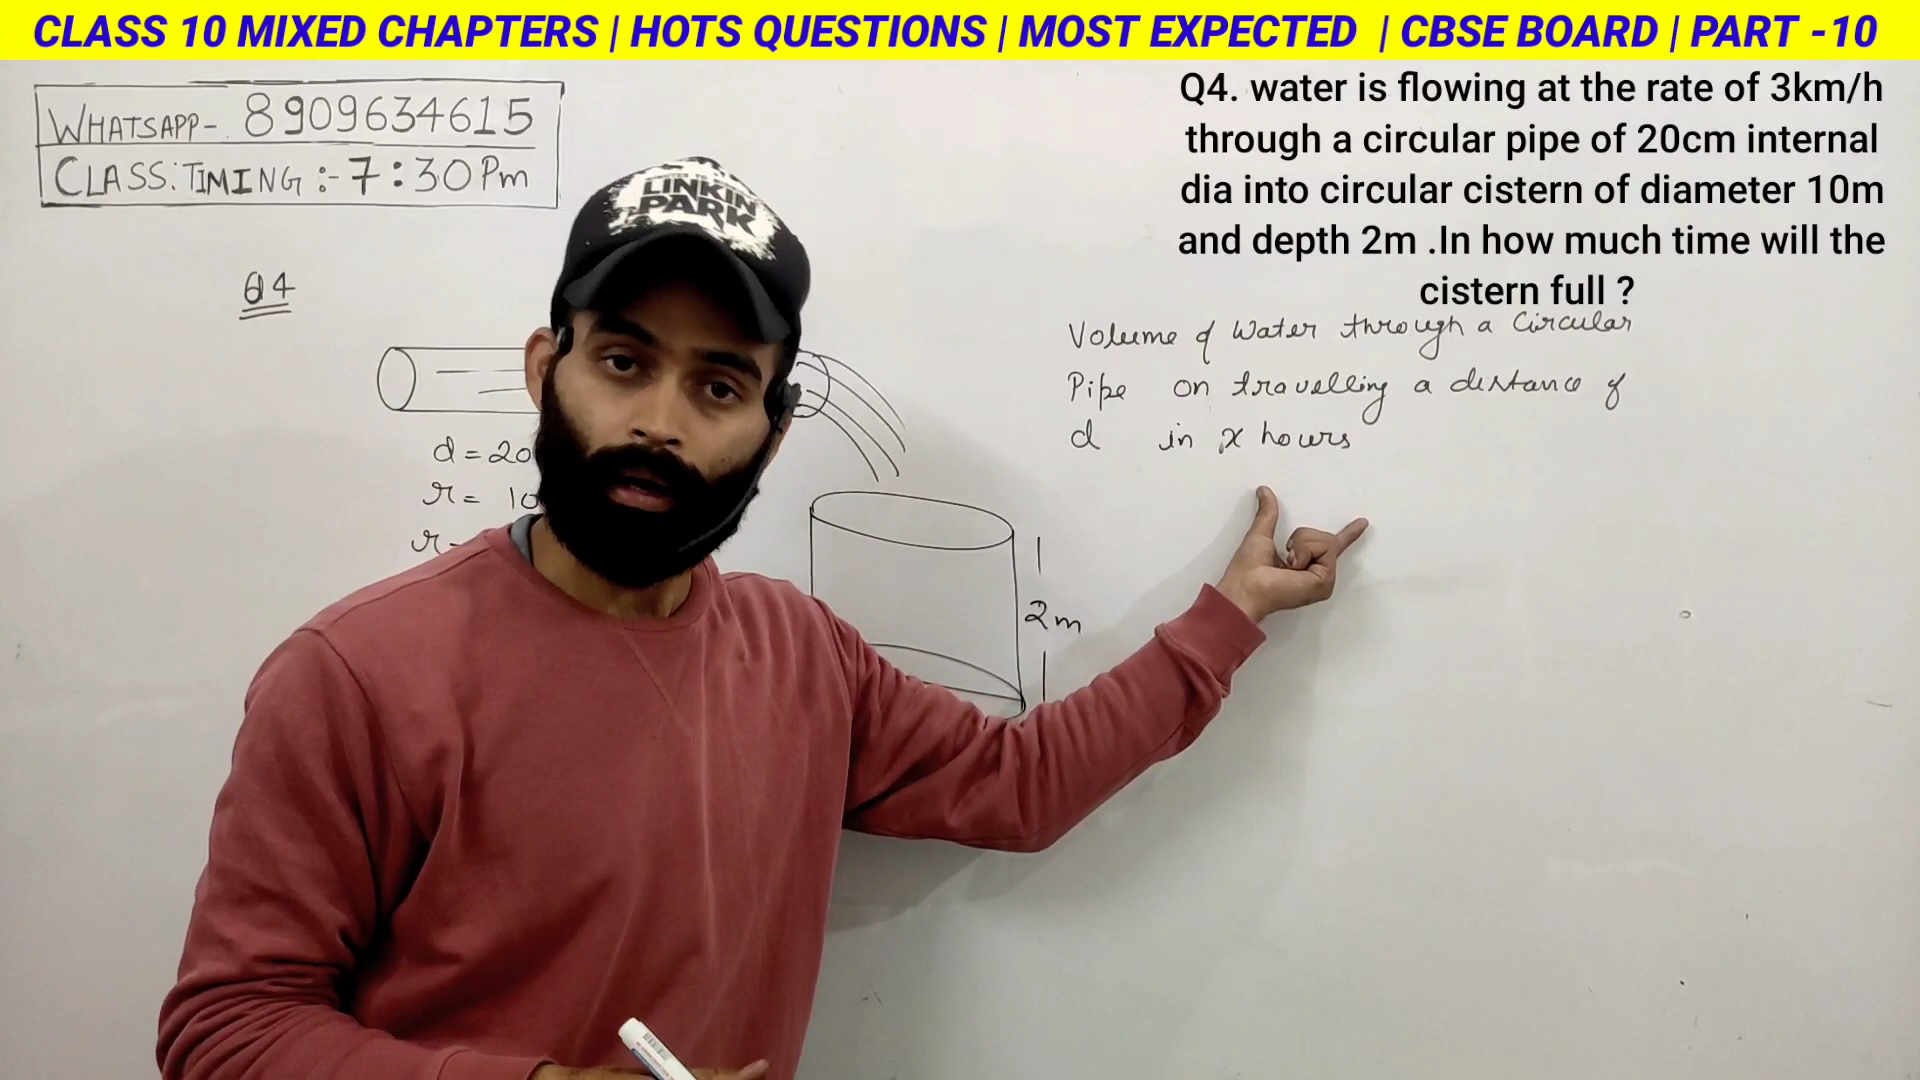 CLASS 10 MIXED CHAPTERS | HOTS QUESTIONS | MOST EXPECTED | CBSE BOARD | PART -10
WHATSAPP- 8909634615
CLASS:TIMING :- 7:30 Pm
Q4. water is flowing at the rate of 3km/h
through a circular pipe of 20cm internal
dia into circular cistern of diameter 10m
and depth 2m .In how much time will the
cistern full ?
LINKIN
PARK
Q4
Volume of Water through a Circular
Pipe on travelling a distance of
d in x hours
d = 20
r = 10
r -
2m